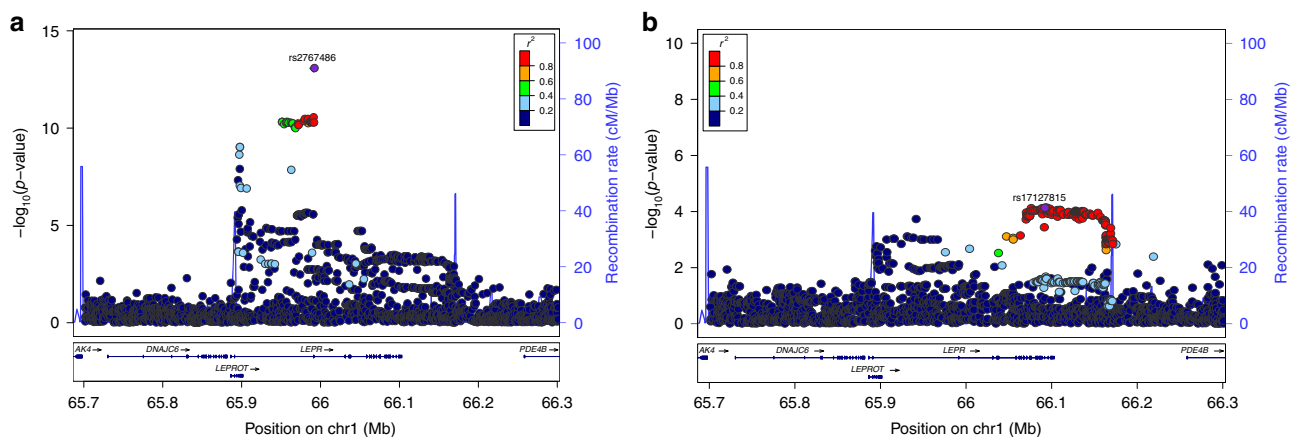 a
15
10
5
0
−log10(p−value)
100
80
60
40
20
0
Recombination rate (cM/Mb)
rs2767486
r2
0.8
0.6
0.4
0.2
AK4
DNAJC6
LEPR
PDE4B
LEPROT
65.7 65.8 65.9 66 66.1 66.2 66.3
Position on chr1 (Mb)
b
10
8
6
4
2
0
−log10(p−value)
100
80
60
40
20
0
Recombination rate (cM/Mb)
r2
0.8
0.6
0.4
0.2
rs17127815
AK4
DNAJC6
LEPR
PDE4B
LEPROT
65.7 65.8 65.9 66 66.1 66.2 66.3
Position on chr1 (Mb)